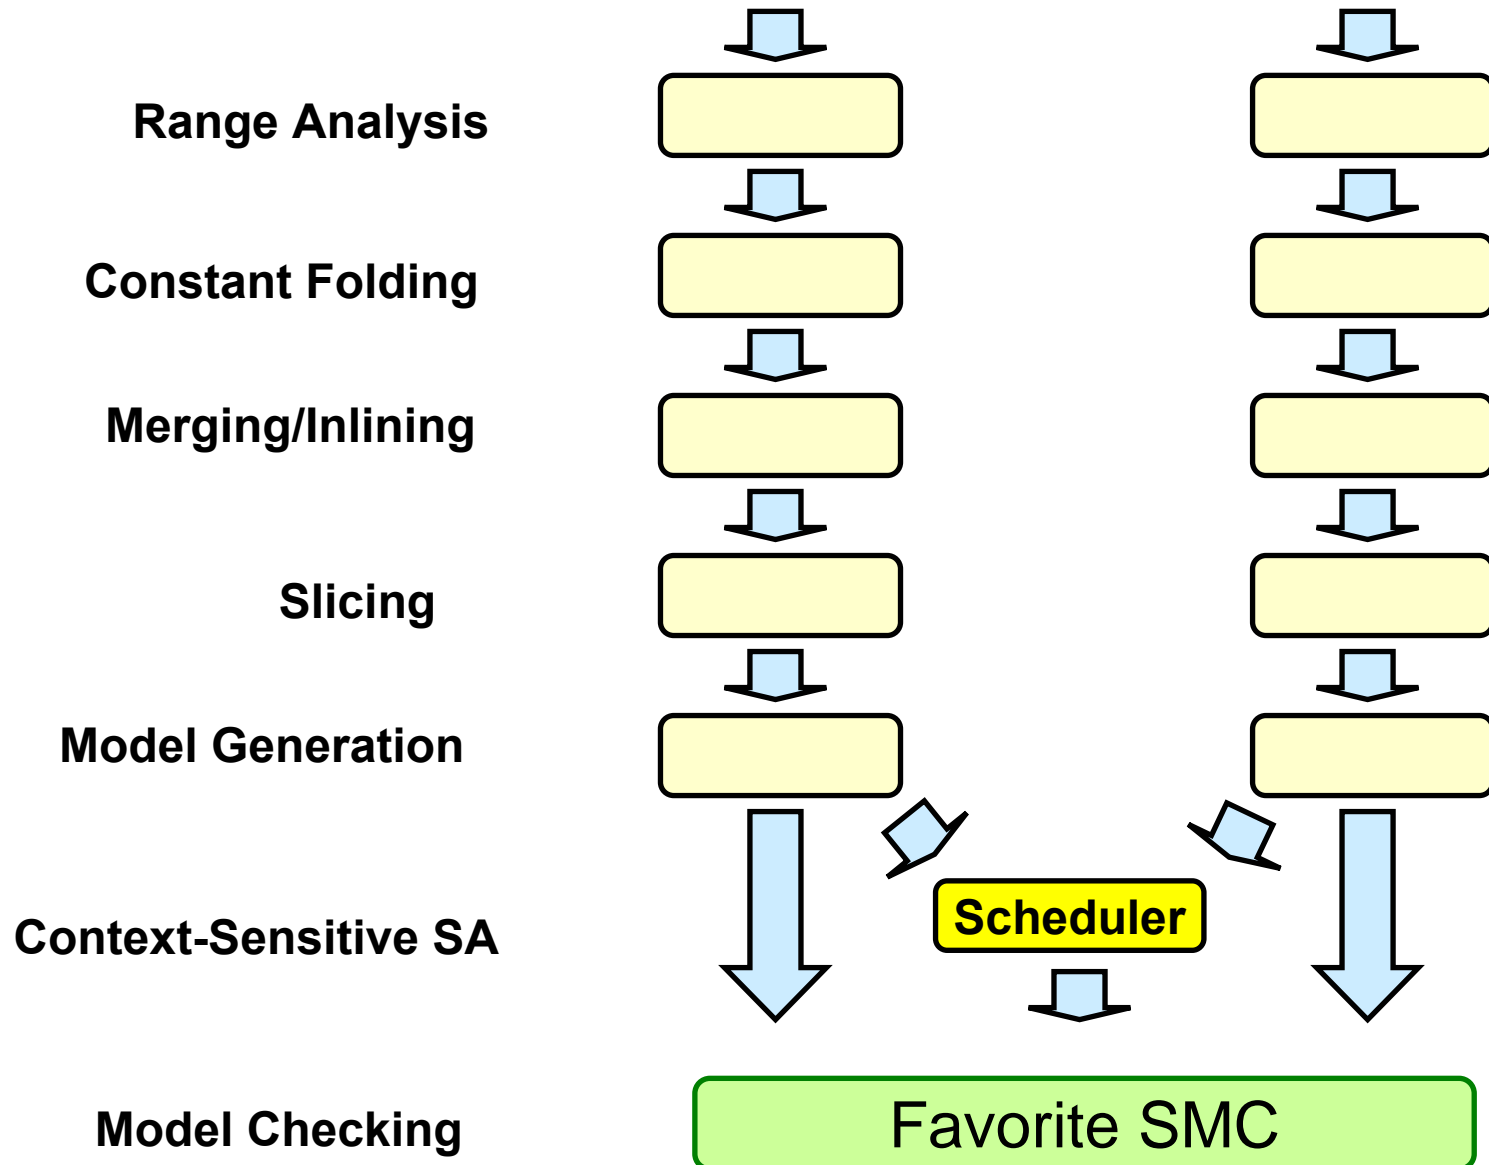 Range Analysis
Constant Folding
Merging/Inlining
Slicing
Model Generation
Scheduler
Context-Sensitive SA
Favorite SMC
Model Checking